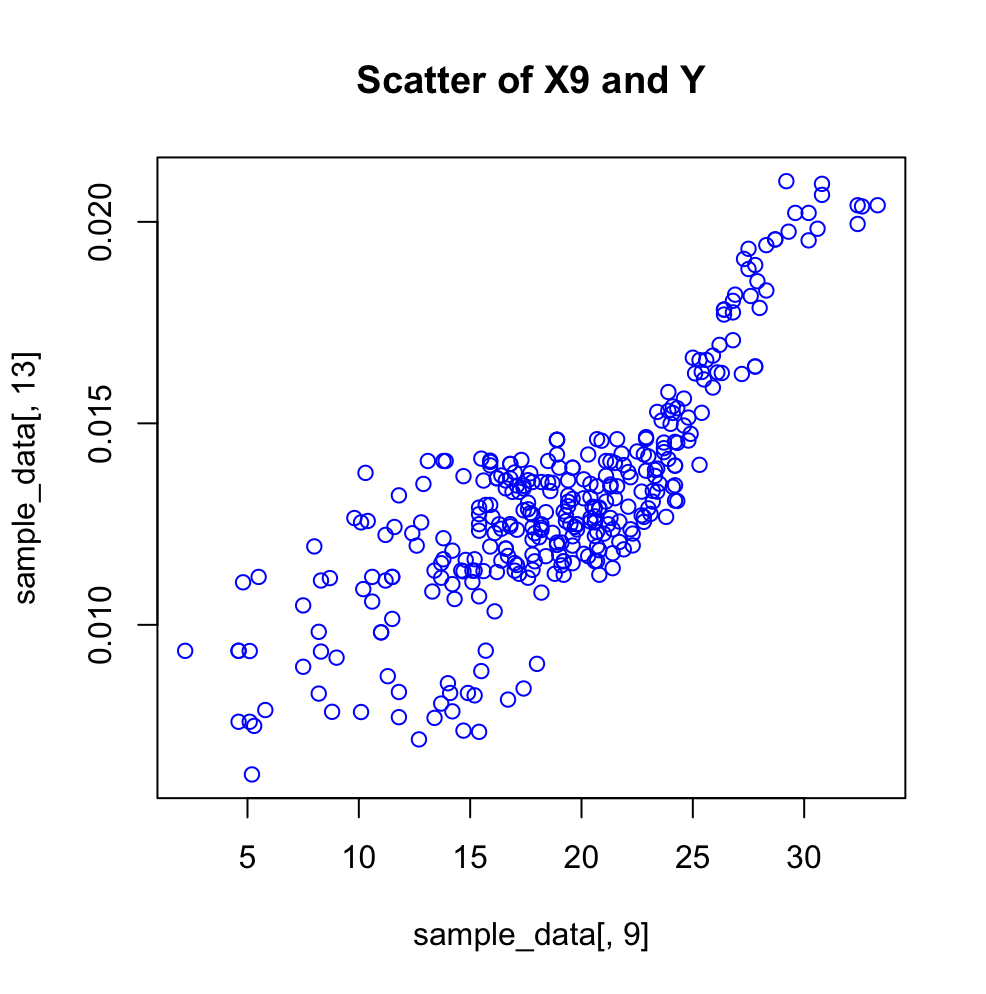 Scatter of X9 and Y
sample_data[, 13]
0.020
0.015
0.010
5 10 15 20 25 30
sample_data[, 9]